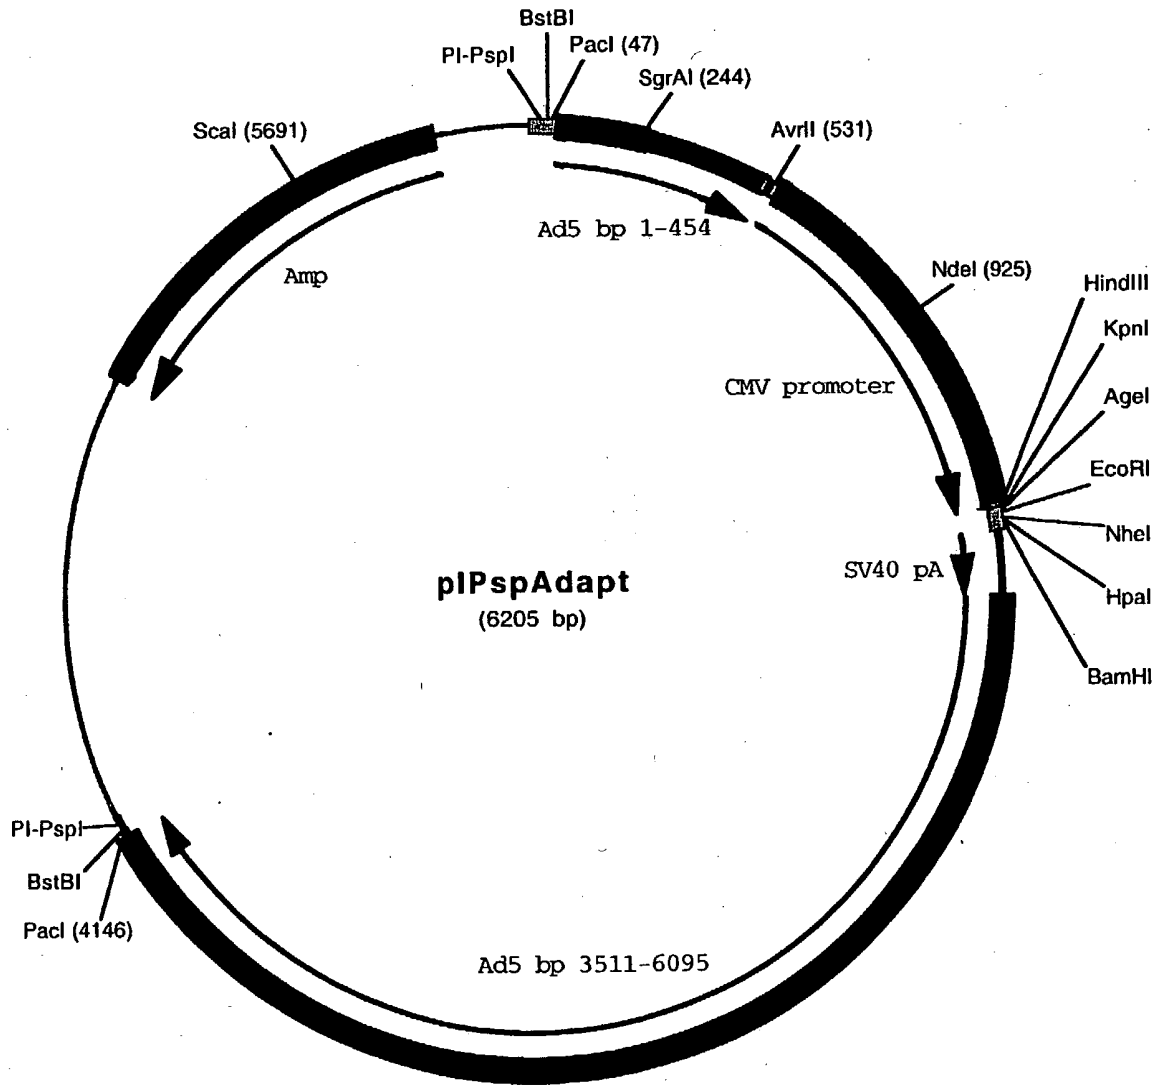 BstBI
PI-PspI
PacI (47)
SgrAI (244)
ScaI (5691)
AvrII (531)
Ad5 bp 1-454
Amp
NdeI (925)
HindIII
KpnI
CMV promoter
AgeI
EcoRI
NheI
SV40 pA
pIPspAdapt
(6205 bp)
HpaI
BamHI
PI-PspI
BstBI
PacI (4146)
Ad5 bp 3511-6095